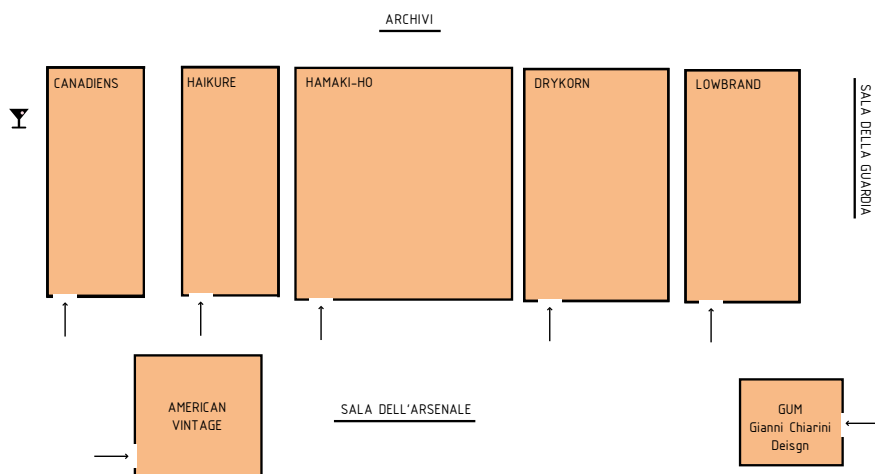 ARCHIVI
CANADIENS
HAIKURE
HAMAKI-HO
DRYKORN
LOWBRAND
SALA DELLA GUARDIA
AMERICAN
VINTAGE
SALA DELL'ARSENALE
GUM
Gianni Chiarini
Deisgn